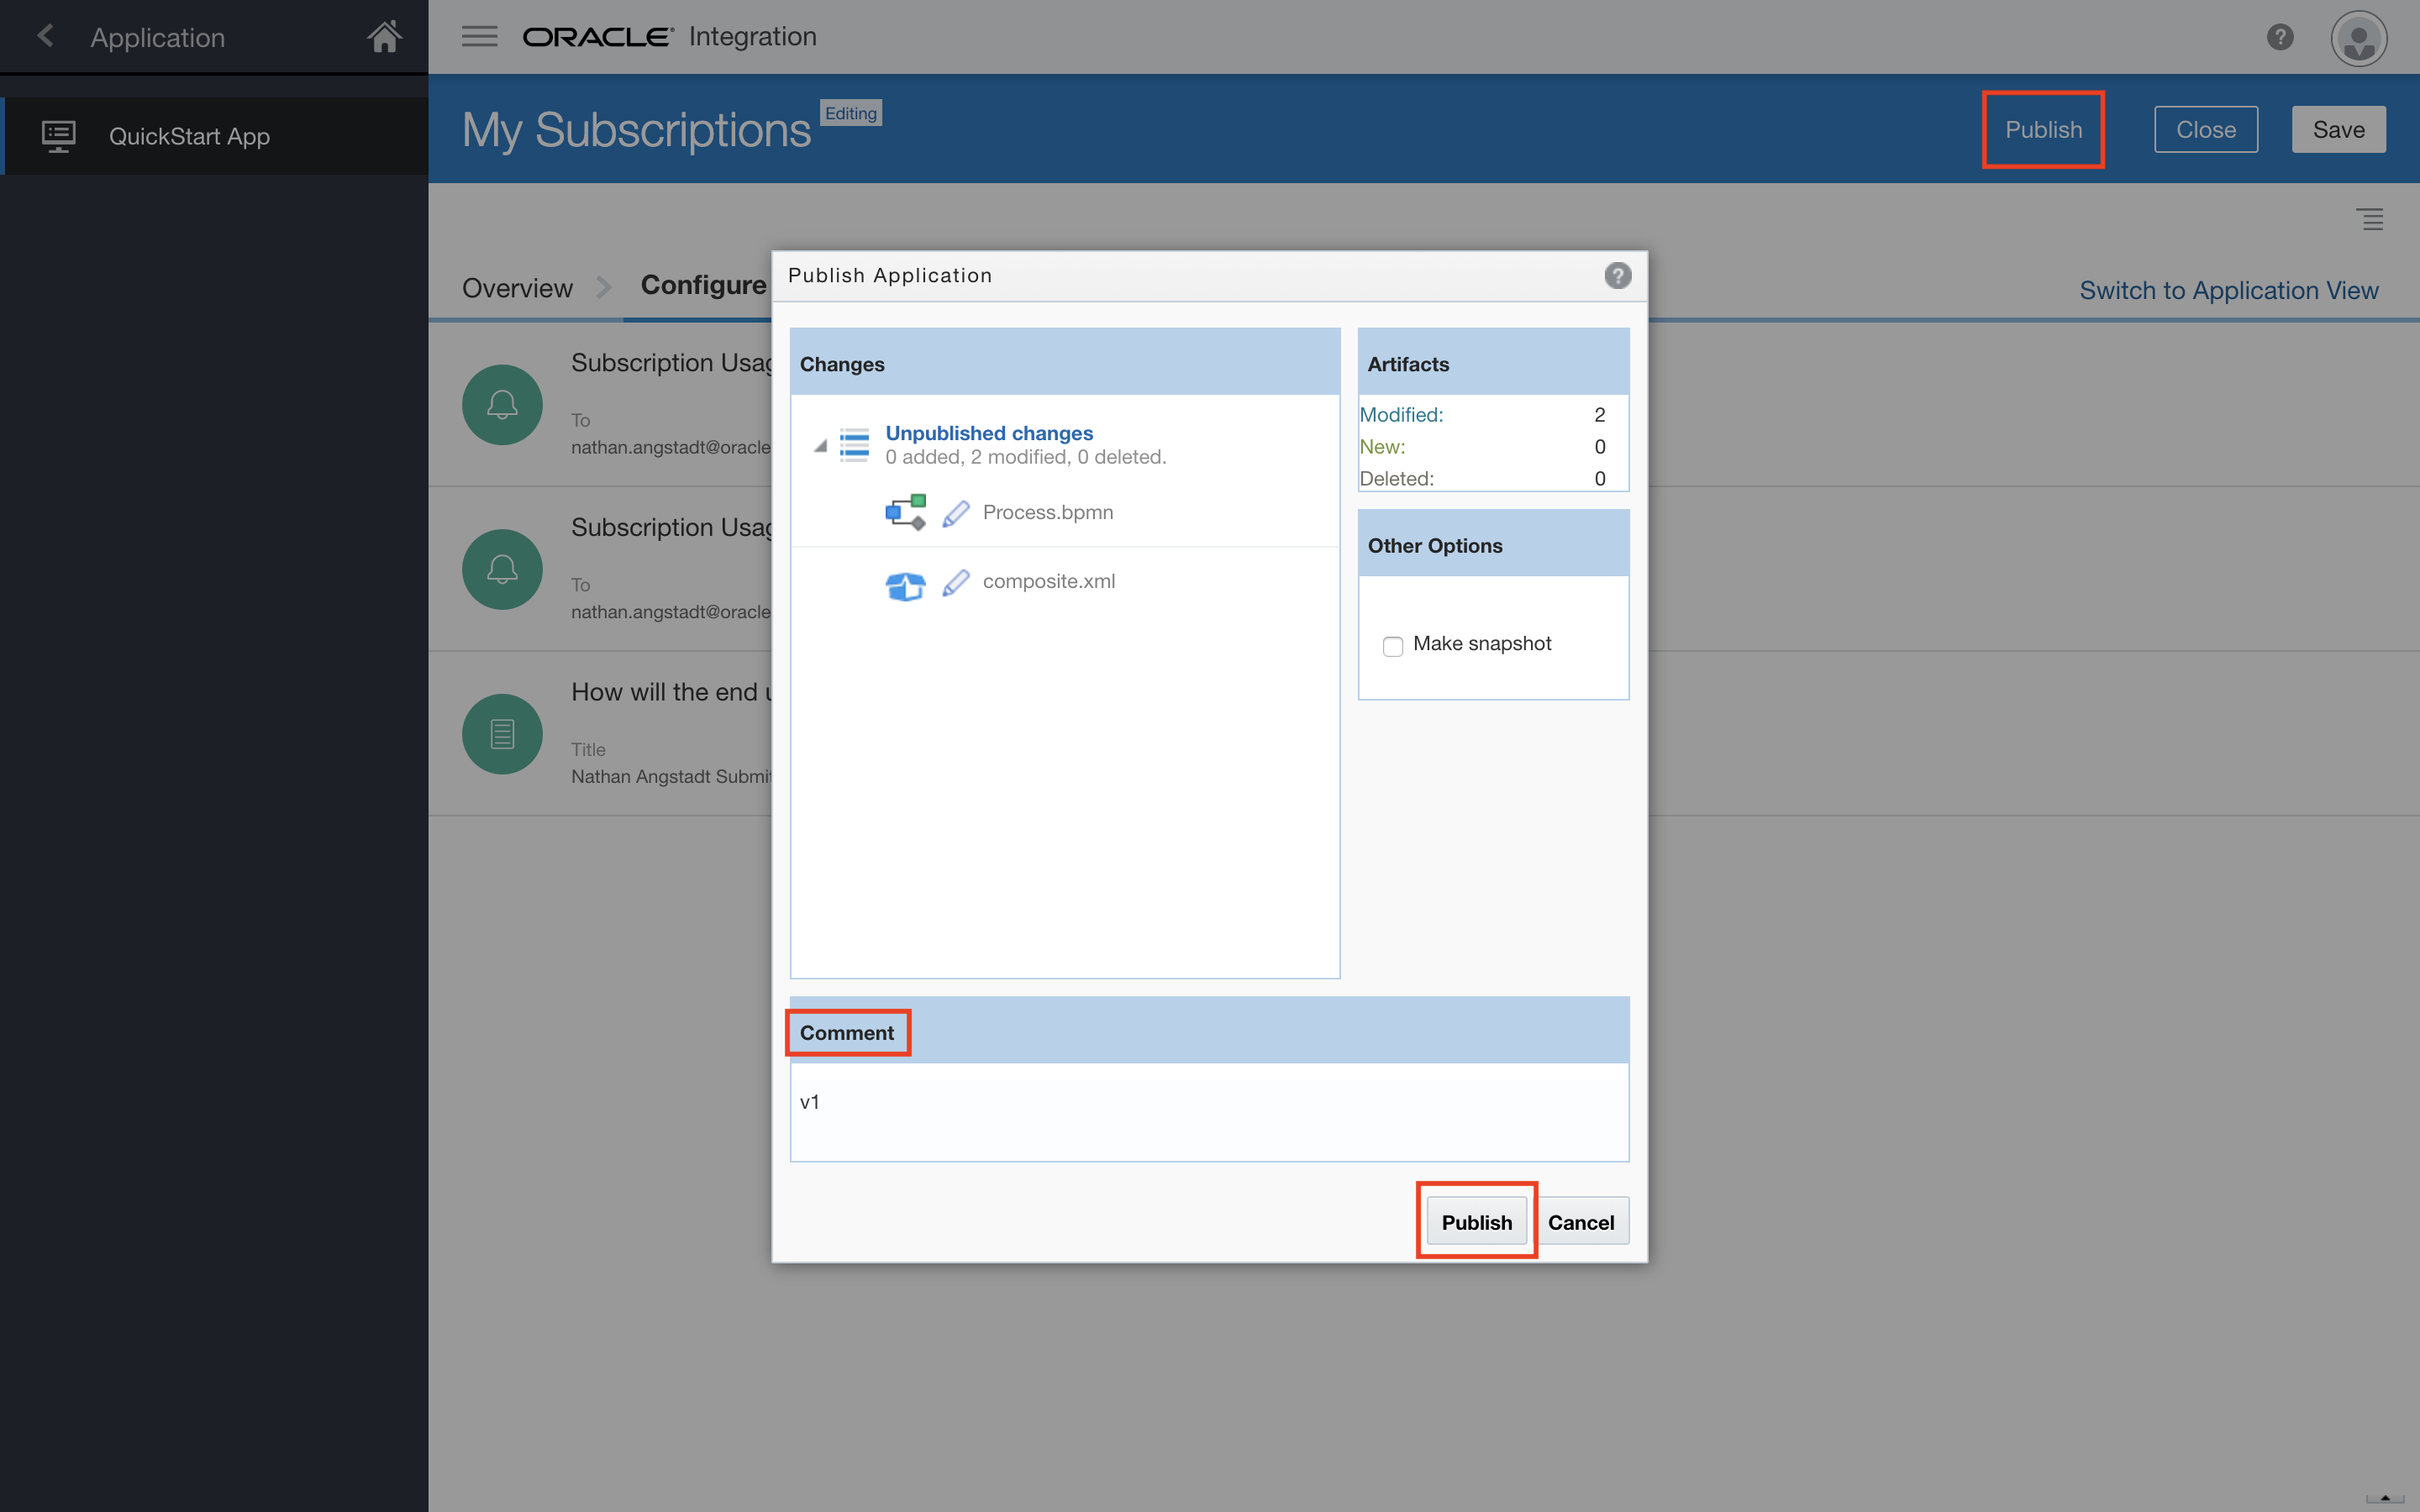 Application
ORACLE® Integration
?
QuickStart App
My Subscriptions
Editing
Publish
Close
Save
Overview
Configure
Switch to Application View
Subscription
To
nathan.angstadt@oracle
Subscription
To
nathan.angstadt@oracle
How will the end
Title
Nathan Angstadt
Publish Application
?
Changes
Unpublished changes
0 added, 2 modified, 0 deleted.
Process.bpmn
composite.xml
Artifacts
Modified: 2
New: 0
Deleted: 0
Other Options
Make snapshot
Comment
v1
Publish
Cancel